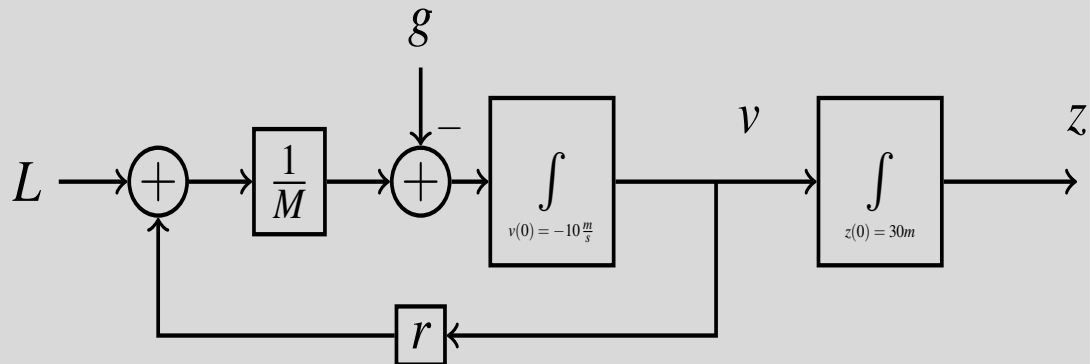 g
−
L
+
1
M
+
∫
v(0) = −10 m/s
v
∫
z(0) = 30m
z
r